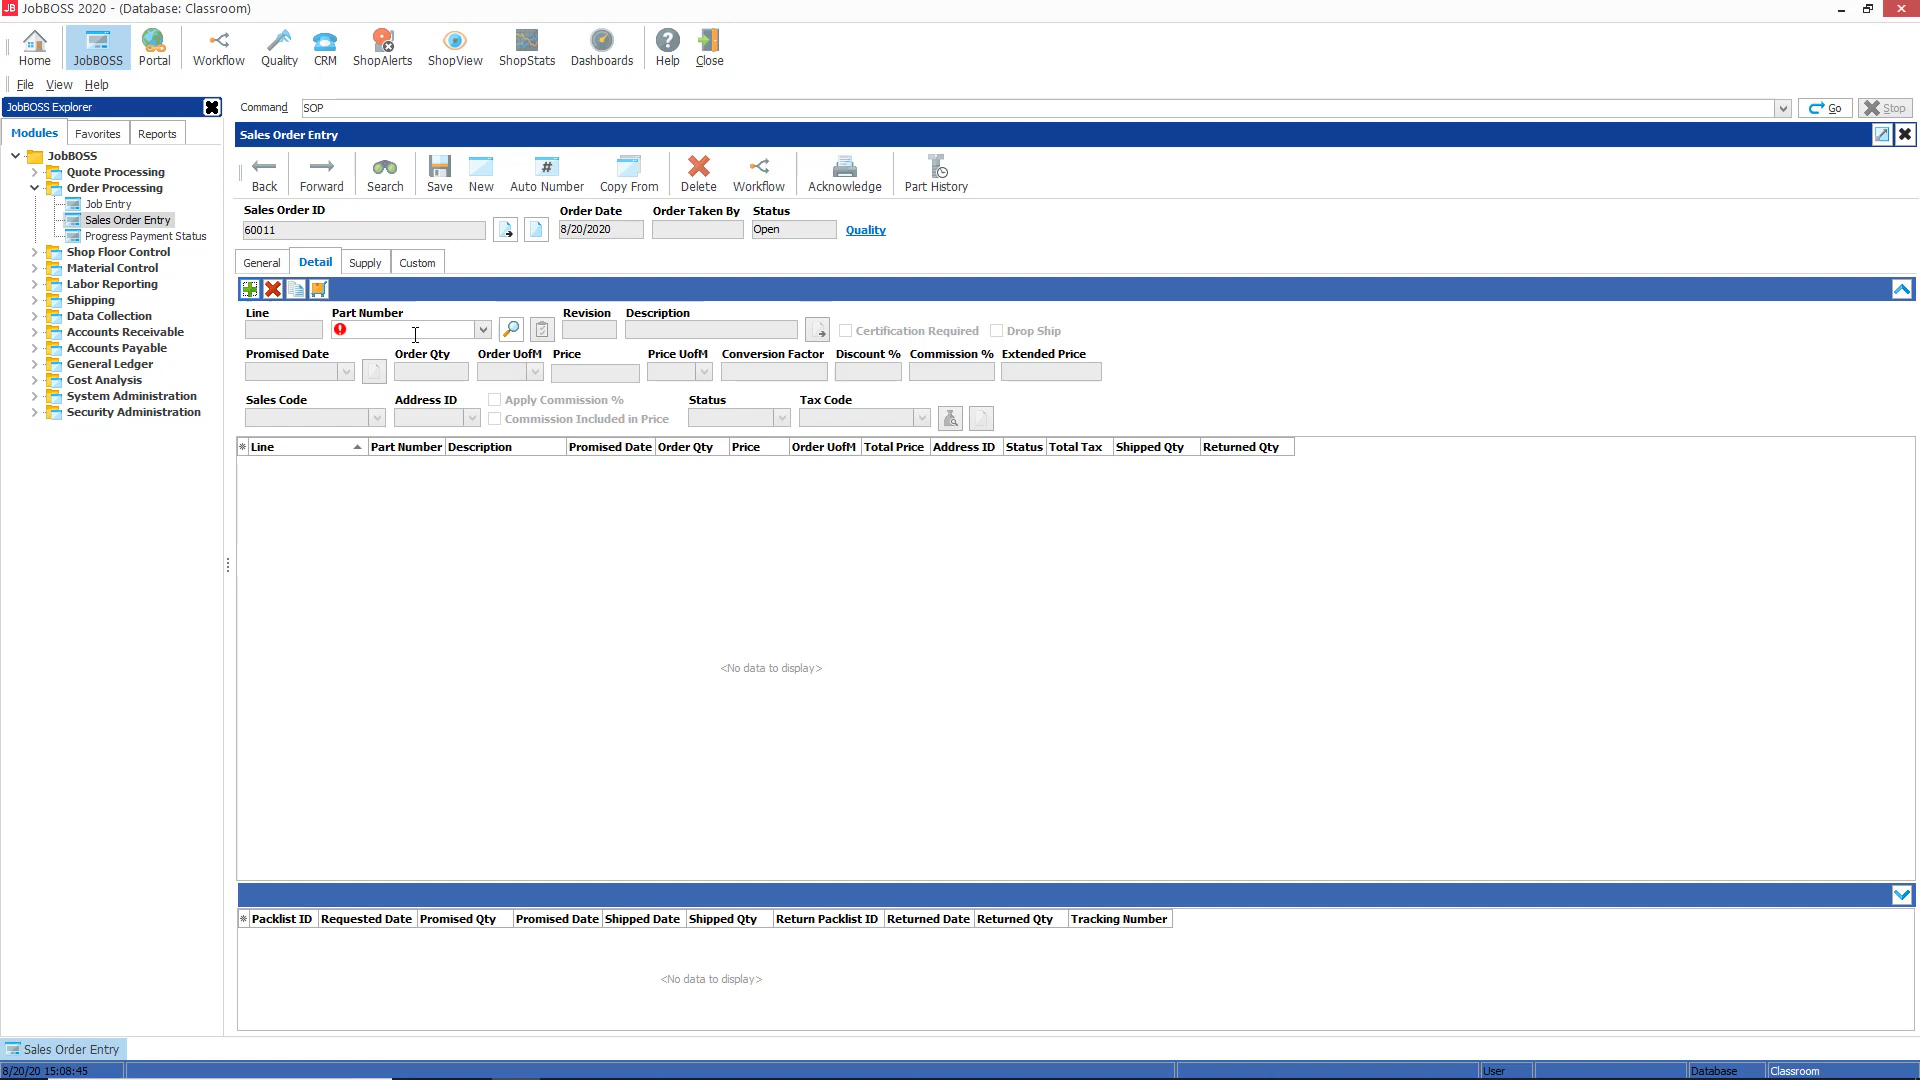 JB JobBOSS 2020 - (Database: Classroom)
Home JobBOSS Portal Workflow Quality CRM ShopAlerts ShopView ShopStats Dashboards Help Close
File View Help
JobBOSS Explorer
Command SOP Go Stop
Modules Favorites Reports
Sales Order Entry
JobBOSS
Quote Processing
Order Processing
Job Entry
Sales Order Entry
Progress Payment Status
Shop Floor Control
Material Control
Labor Reporting
Shipping
Data Collection
Accounts Receivable
Accounts Payable
General Ledger
Cost Analysis
System Administration
Security Administration
Back Forward Search Save New Auto Number Copy From Delete Workflow Acknowledge Part History
Sales Order ID Order Date Order Taken By Status
60011 8/20/2020 Open Quality
General Detail Supply Custom
Line Part Number Revision Description
Certification Required Drop Ship
Promised Date Order Qty Order UofM Price Price UofM Conversion Factor Discount % Commission % Extended Price
Sales Code Address ID Apply Commission % Status Tax Code
Commission Included in Price
Line Part Number Description Promised Date Order Qty Price Order UofM Total Price Address ID Status Total Tax Shipped Qty Returned Qty
<No data to display>
Packlist ID Requested Date Promised Qty Promised Date Shipped Date Shipped Qty Return Packlist ID Returned Date Returned Qty Tracking Number
<No data to display>
Sales Order Entry
8/20/20 15:08:45 User Database Classroom